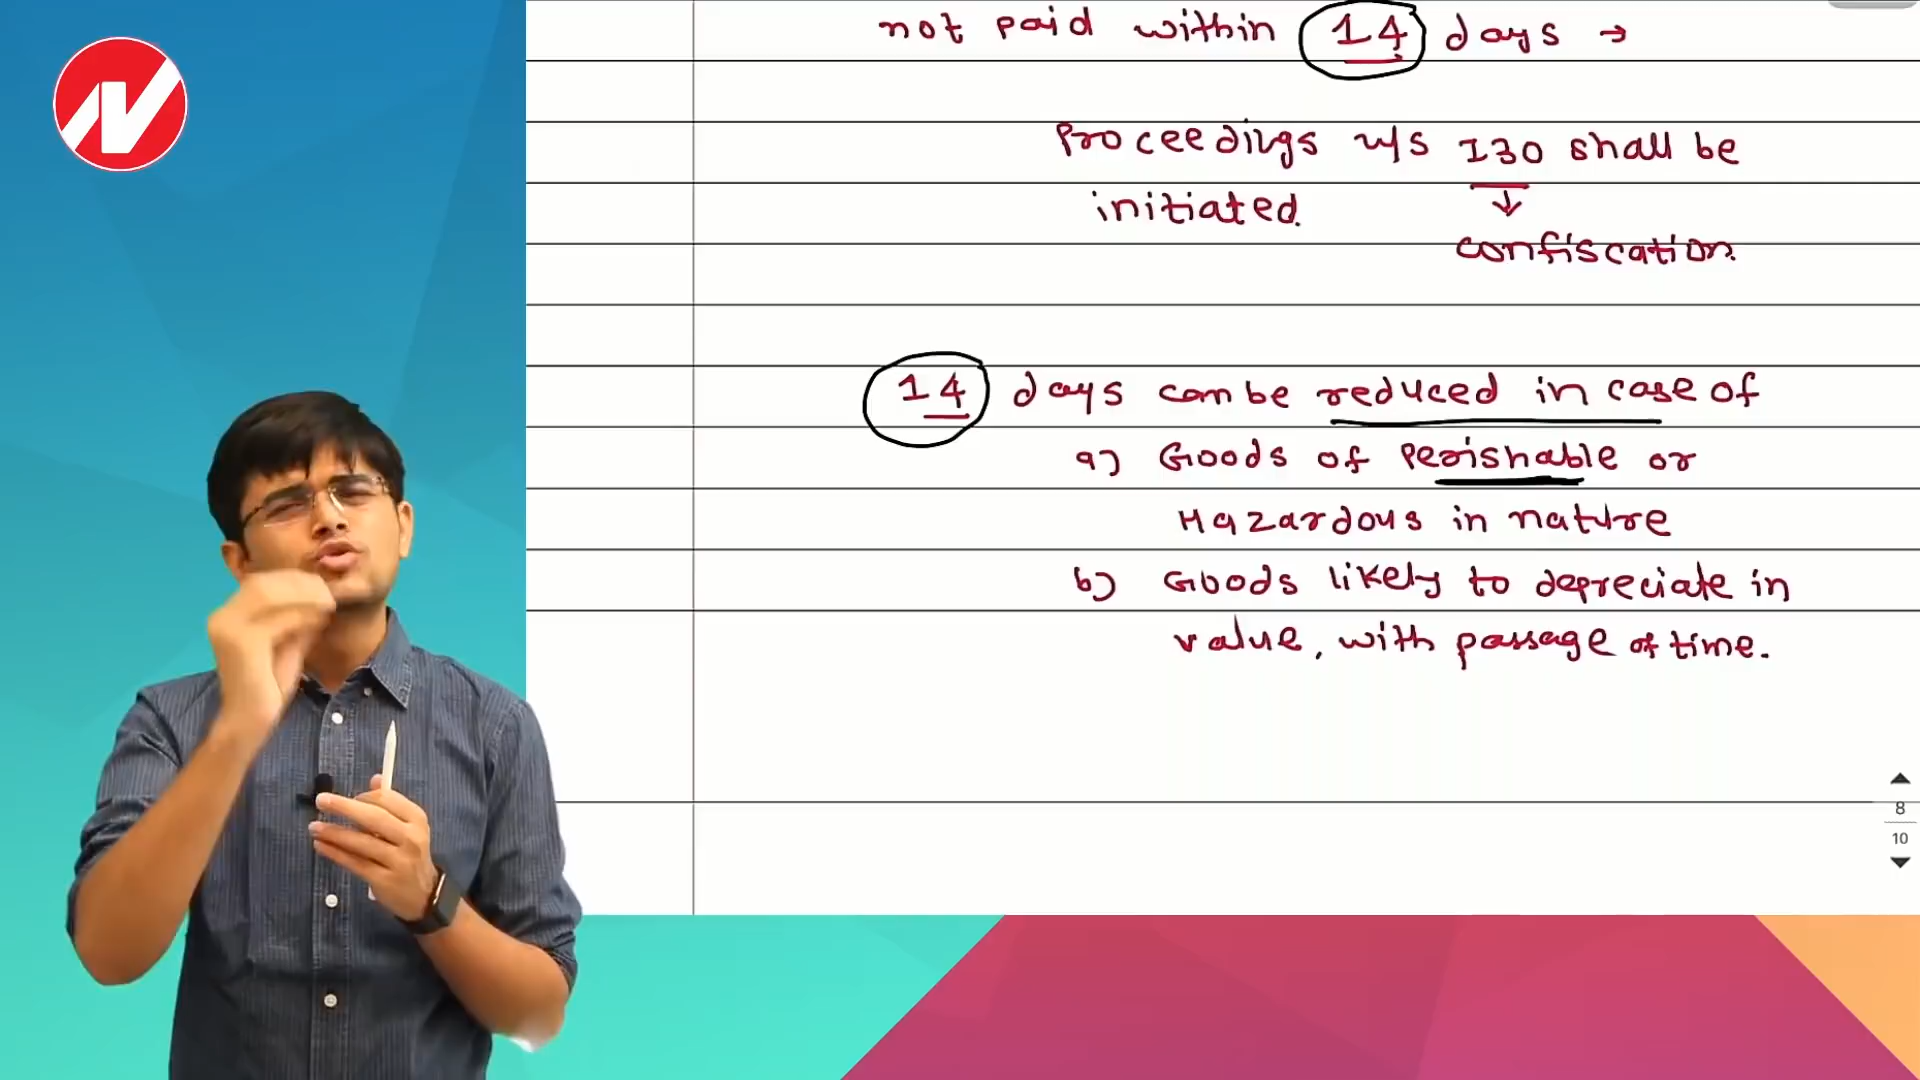 not paid within 14 days →
Proceedings u/s 130 shall be
initiated.
↓
confiscation.
14 days can be reduced in case of
a) Goods of perishable or
Hazardous in nature
b) Goods likely to depreciate in
value, with passage of time.
8
10